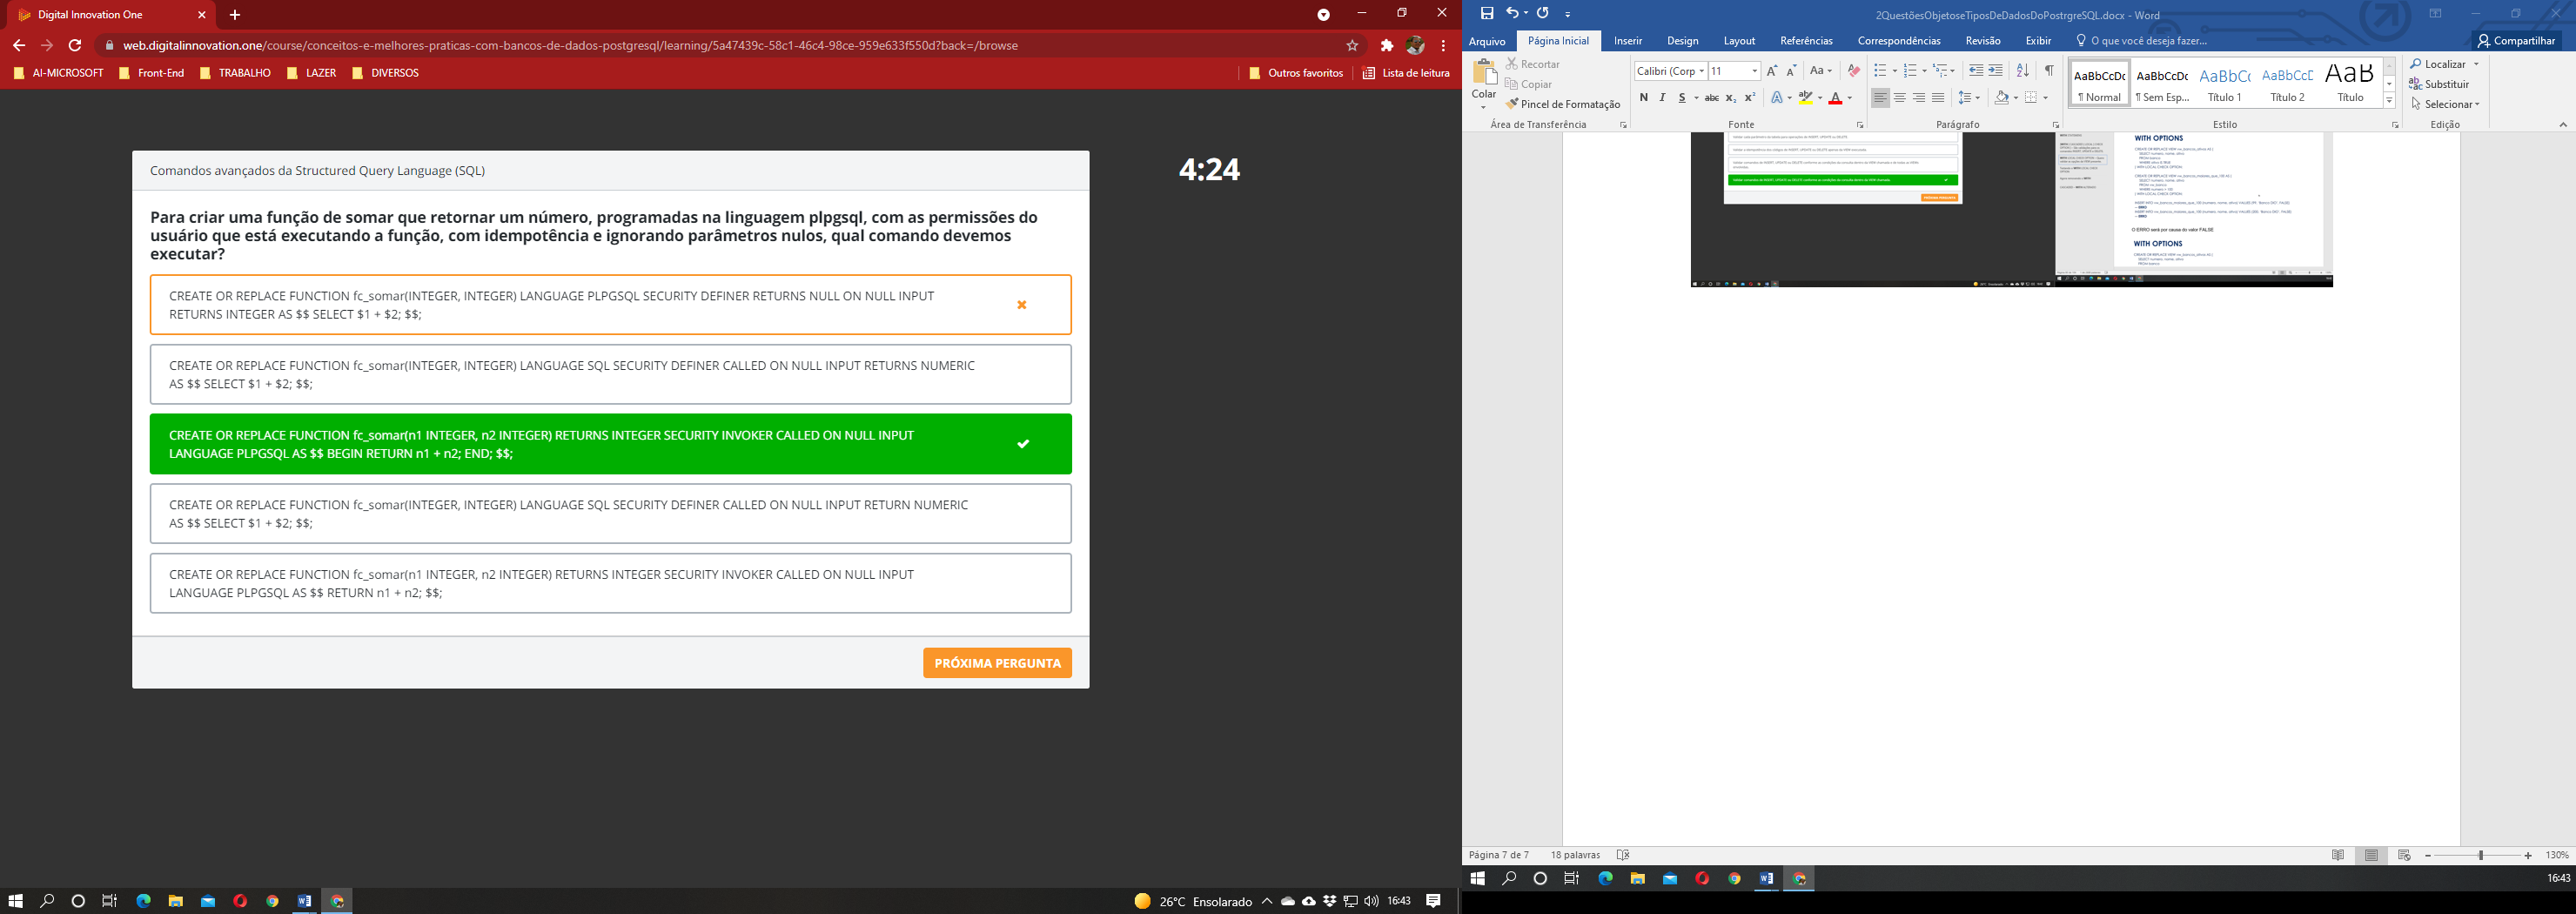 Digital Innovation One
web.digitalinnovation.one/course/conceitos-e-melhores-praticas-com-bancos-de-dados-postgresql/learning/5a47439c-58c1-46c4-98ce-959e633f550d?back=/browse
AI-MICROSOFT Front-End TRABALHO LAZER DIVERSOS Outros favoritos Lista de leitura
4:24
Comandos avançados da Structured Query Language (SQL)
Para criar uma função de somar que retornar um número, programadas na linguagem plpgsql, com as permissões do
usuário que está executando a função, com idempotência e ignorando parâmetros nulos, qual comando devemos
executar?
CREATE OR REPLACE FUNCTION fc_somar(INTEGER, INTEGER) LANGUAGE PLPGSQL SECURITY DEFINER RETURNS NULL ON NULL INPUT
RETURNS INTEGER AS $$ SELECT $1 + $2; $$;
CREATE OR REPLACE FUNCTION fc_somar(INTEGER, INTEGER) LANGUAGE SQL SECURITY DEFINER CALLED ON NULL INPUT RETURNS NUMERIC
AS $$ SELECT $1 + $2; $$;
CREATE OR REPLACE FUNCTION fc_somar(n1 INTEGER, n2 INTEGER) RETURNS INTEGER SECURITY INVOKER CALLED ON NULL INPUT
LANGUAGE PLPGSQL AS $$ BEGIN RETURN n1 + n2; END; $$;
CREATE OR REPLACE FUNCTION fc_somar(INTEGER, INTEGER) LANGUAGE SQL SECURITY DEFINER CALLED ON NULL INPUT RETURN NUMERIC
AS $$ SELECT $1 + $2; $$;
CREATE OR REPLACE FUNCTION fc_somar(n1 INTEGER, n2 INTEGER) RETURNS INTEGER SECURITY INVOKER CALLED ON NULL INPUT
LANGUAGE PLPGSQL AS $$ RETURN n1 + n2; $$;
PRÓXIMA PERGUNTA
26°C Ensolarado 16:43
2QuestõesObjetoseTiposDeDadosDoPostrgreSQL.docx - Word
Arquivo Página Inicial Inserir Design Layout Referências Correspondências Revisão Exibir O que você deseja fazer... Compartilhar
Colar
Recortar
Copiar
Pincel de Formatação
Área de Transferência
Calibri (Corp 11
N I S abc x₂ x²
Fonte
Parágrafo
AaBbCcDc AaBbCcDc AaBbCc AaBbCcE AaB
¶ Normal ¶ Sem Esp... Título 1 Título 2 Título
Estilo
Localizar
Substituir
Selecionar
Edição
WITH OPTIONS
O ERRO será por causa do valor FALSE
WITH OPTIONS
Página 7 de 7 18 palavras 130%
16:43